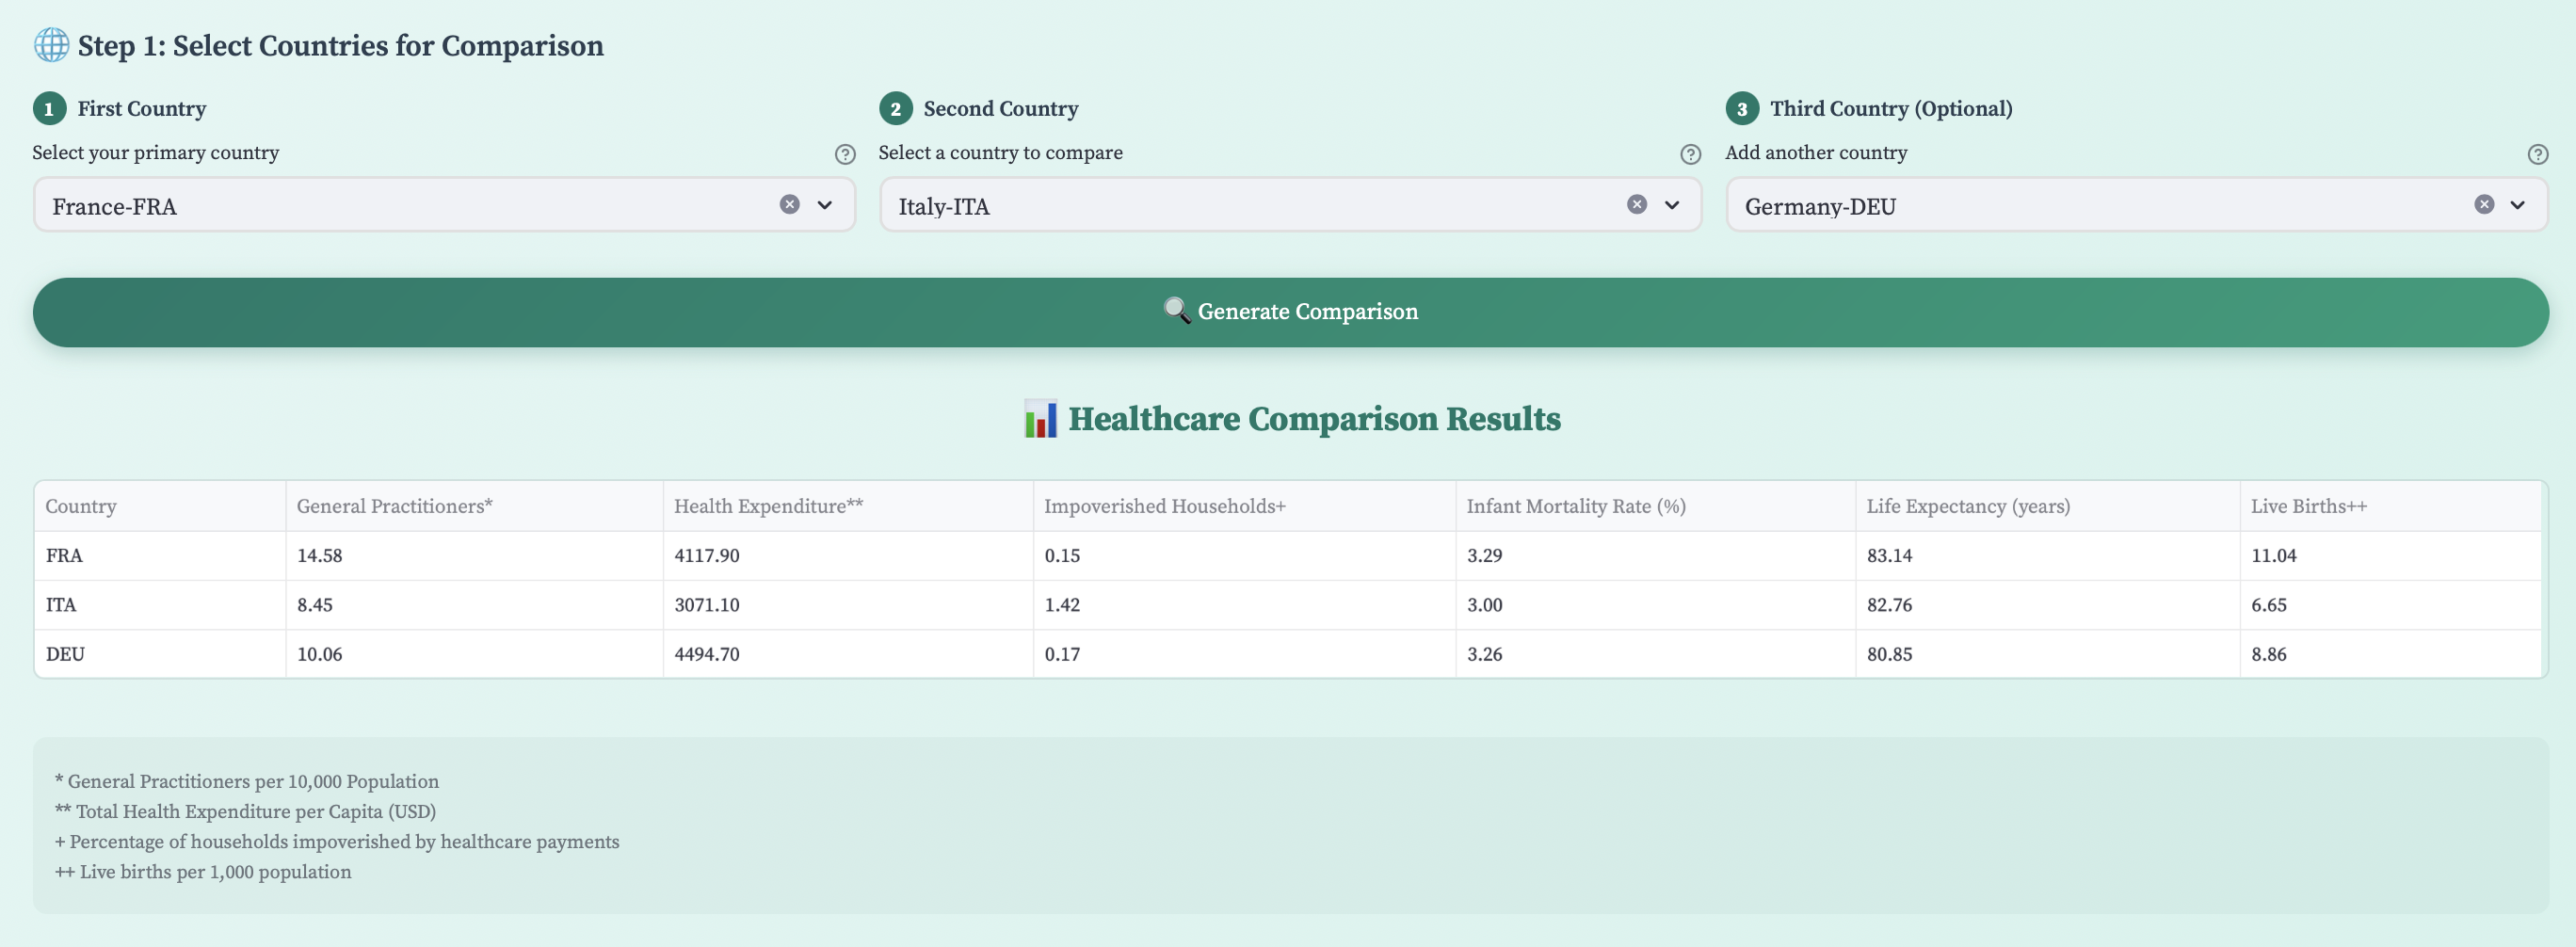 Step 1: Select Countries for Comparison
1 First Country
2 Second Country
3 Third Country (Optional)
Select your primary country
Select a country to compare
Add another country
France-FRA
Italy-ITA
Germany-DEU
Generate Comparison
Healthcare Comparison Results
Country General Practitioners* Health Expenditure** Impoverished Households+ Infant Mortality Rate (%) Life Expectancy (years) Live Births++
FRA 14.58 4117.90 0.15 3.29 83.14 11.04
ITA 8.45 3071.10 1.42 3.00 82.76 6.65
DEU 10.06 4494.70 0.17 3.26 80.85 8.86
* General Practitioners per 10,000 Population
** Total Health Expenditure per Capita (USD)
+ Percentage of households impoverished by healthcare payments
++ Live births per 1,000 population